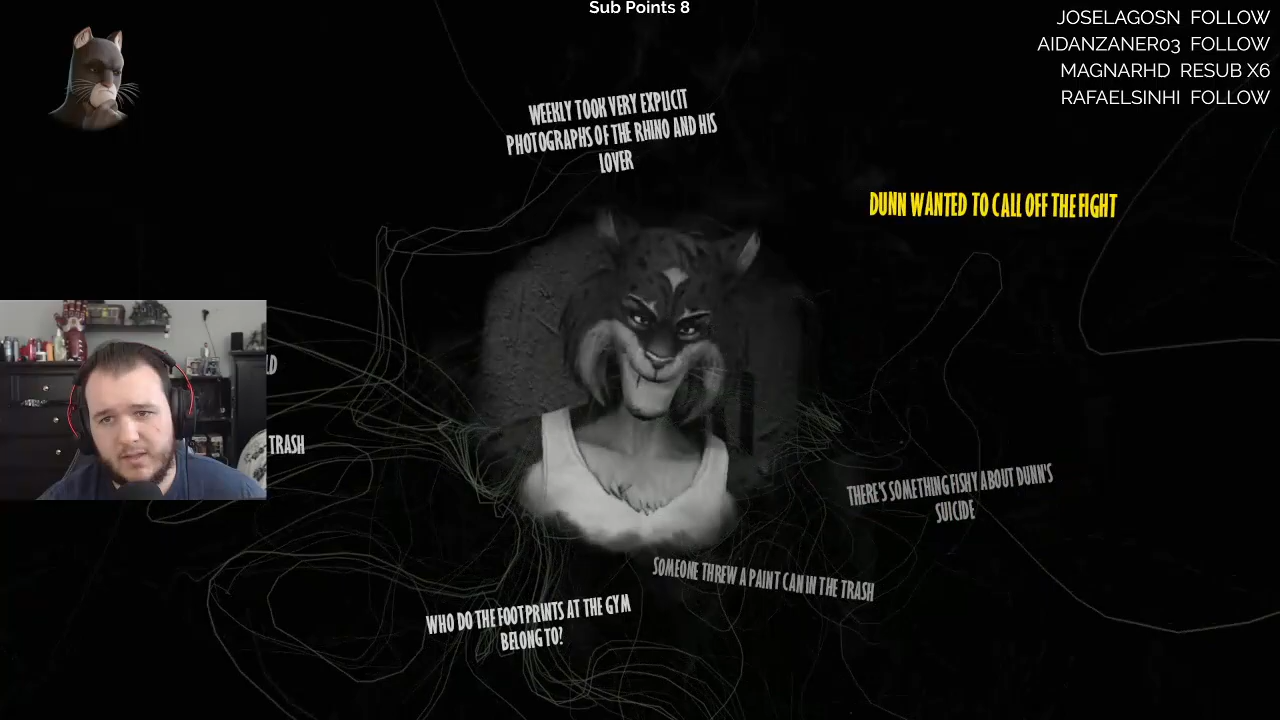 Sub Points 8
JOSELAGOSN FOLLOW
AIDANZANER03 FOLLOW
MAGNARHD RESUB X6
RAFAELSINHI FOLLOW
WEEKLY TOOK VERY EXPLICIT
PHOTOGRAPHS OF THE RHINO AND HIS
LOVER
DUNN WANTED TO CALL OFF THE FIGHT
TRASH
THERE'S SOMETHING FISHY ABOUT DUNN'S
SUICIDE
SOMEONE THREW A PAINT CAN IN THE TRASH
WHO DO THE FOOTPRINTS AT THE GYM
BELONG TO?